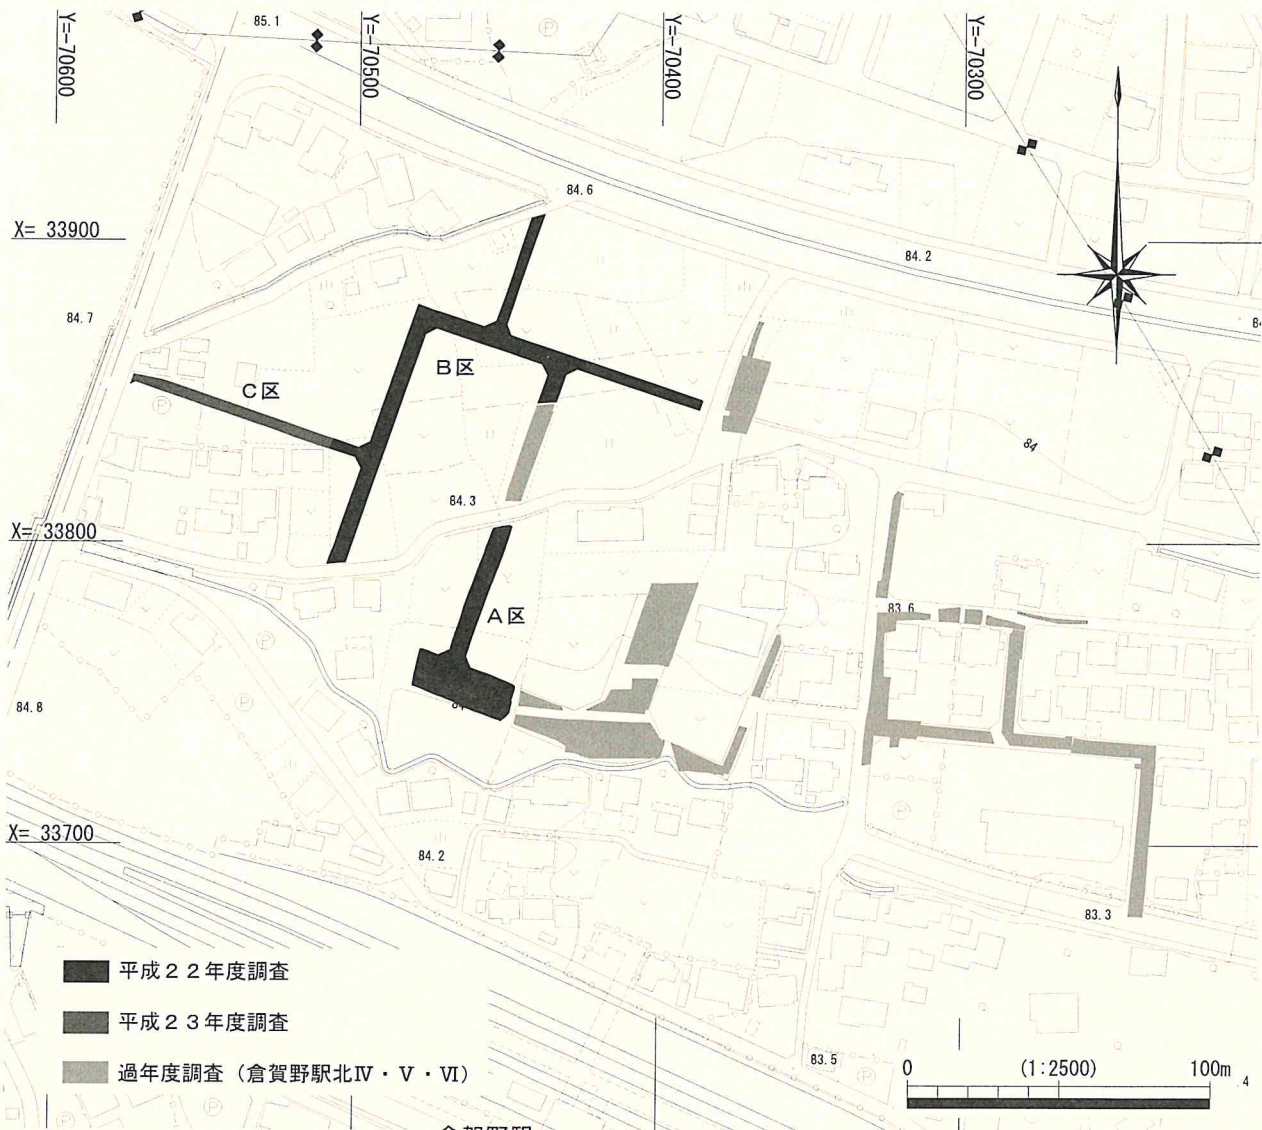 Y=-70600
Y=-70500
Y=-70400
Y=-70300
85.1
84.6
X= 33900
84.2
84.7
B区
C区
84
84.3
X= 33800
83.6
A区
84.8
X= 33700
84.2
83.3
平成22年度調査
平成23年度調査
過年度調査（倉賀野駅北Ⅳ・Ⅴ・Ⅵ）
83.5
0 (1:2500) 100m